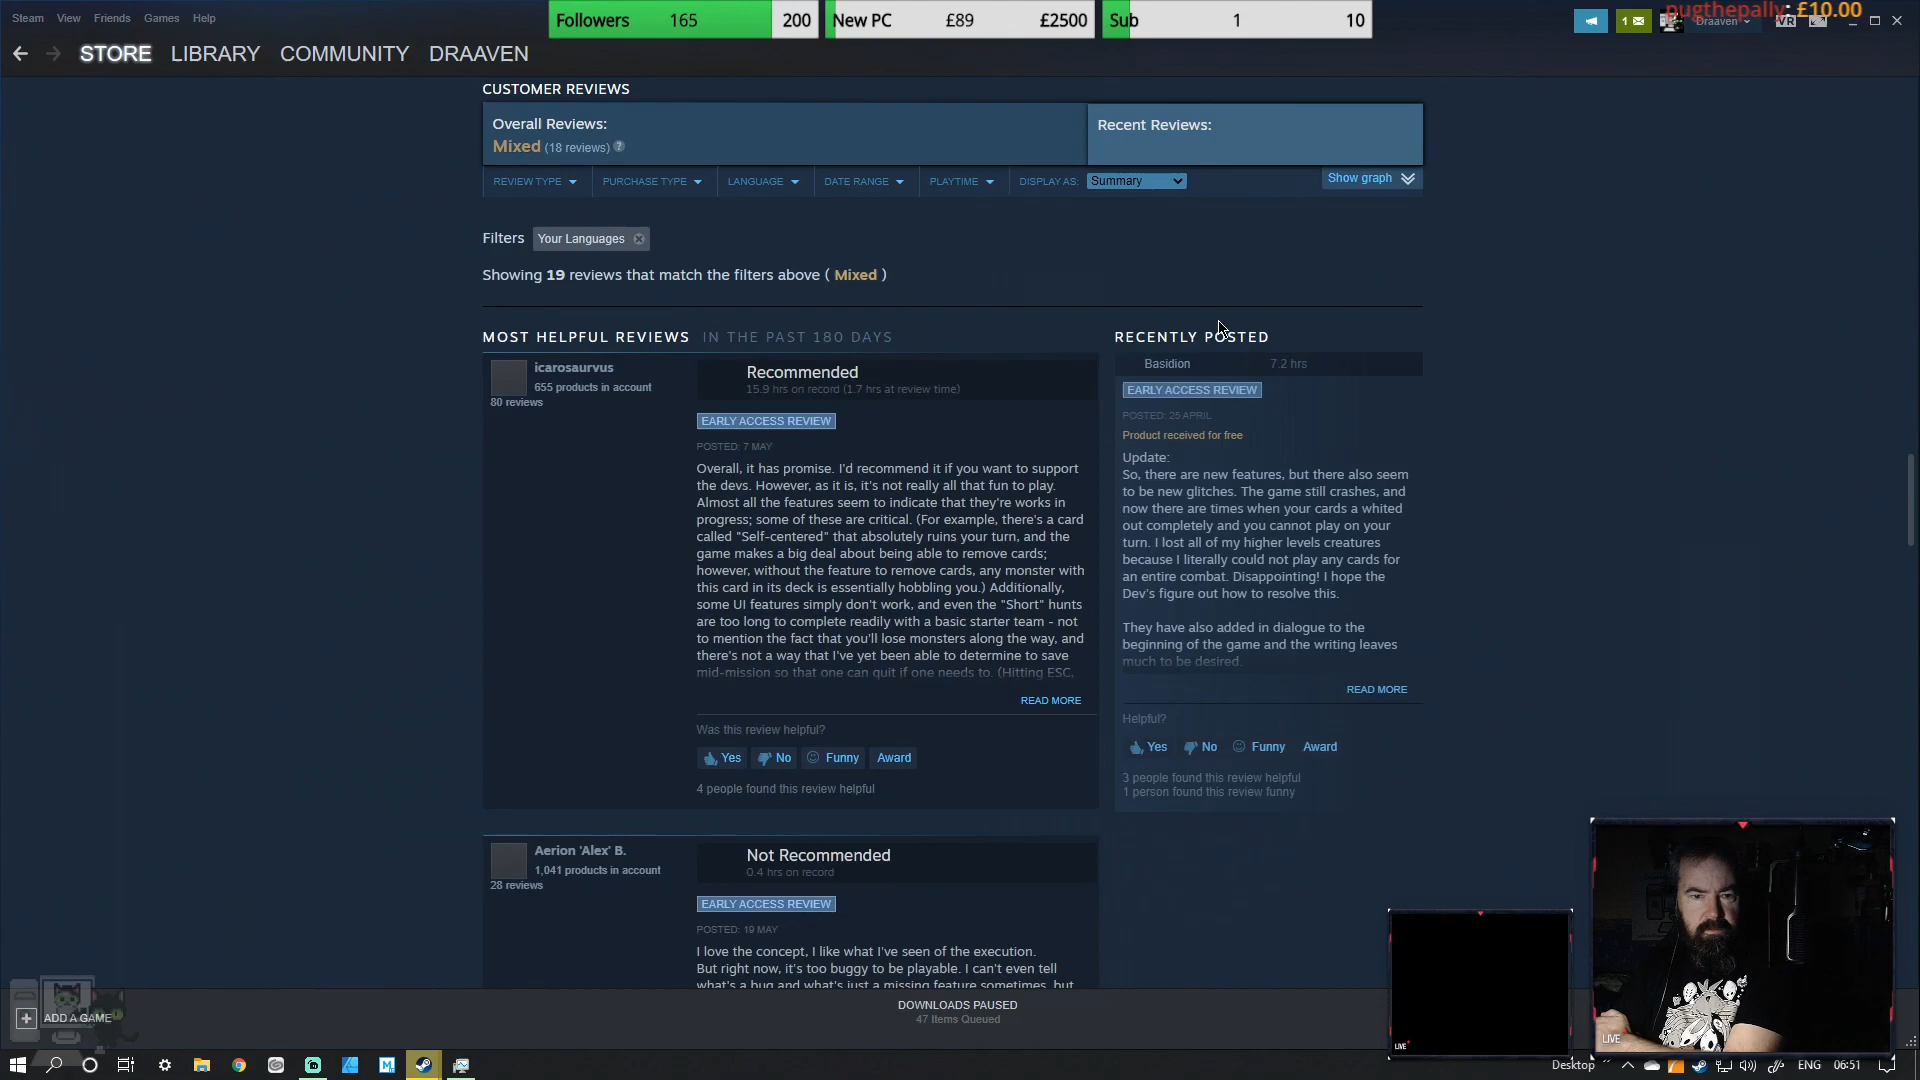 Steam View Friends Games Help
Followers 165 200
New PC £89 £2500
Sub 1 10
pugthepally: £10.00
1
Draaven
VR
STORE LIBRARY COMMUNITY DRAAVEN
CUSTOMER REVIEWS
Overall Reviews:
Mixed (18 reviews) ?
Recent Reviews:
REVIEW TYPE PURCHASE TYPE LANGUAGE DATE RANGE PLAYTIME DISPLAY AS: Summary
Show graph
Filters Your Languages
Showing 19 reviews that match the filters above ( Mixed )
MOST HELPFUL REVIEWS IN THE PAST 180 DAYS
icarosaurvus
655 products in account
80 reviews
Recommended
15.9 hrs on record (1.7 hrs at review time)
EARLY ACCESS REVIEW
POSTED: 7 MAY
Overall, it has promise. I'd recommend it if you want to support
the devs. However, as it is, it's not really all that fun to play.
Almost all the features seem to indicate that they're works in
progress; some of these are critical. (For example, there's a card
called "Self-centered" that absolutely ruins your turn, and the
game makes a big deal about being able to remove cards;
however, without the feature to remove cards, any monster with
this card in its deck is essentially hobbling you.) Additionally,
some UI features simply don't work, and even the "Short" hunts
are too long to complete readily with a basic starter team - not
to mention the fact that you'll lose monsters along the way, and
there's not a way that I've yet been able to determine to save
mid-mission so that one can quit if one needs to. (Hitting ESC,
READ MORE
Was this review helpful?
Yes No Funny Award
4 people found this review helpful
RECENTLY POSTED
Basidion 7.2 hrs
EARLY ACCESS REVIEW
POSTED: 25 APRIL
Product received for free
Update:
So, there are new features, but there also seem
to be new glitches. The game still crashes, and
now there are times when your cards a whited
out completely and you cannot play on your
turn. I lost all of my higher levels creatures
because I literally could not play any cards for
an entire combat. Disappointing! I hope the
Dev's figure out how to resolve this.
They have also added in dialogue to the
beginning of the game and the writing leaves
much to be desired.
READ MORE
Helpful?
Yes No Funny Award
3 people found this review helpful
1 person found this review funny
Aerion 'Alex' B.
1,041 products in account
28 reviews
Not Recommended
0.4 hrs on record
EARLY ACCESS REVIEW
POSTED: 19 MAY
I love the concept, I like what I've seen of the execution.
But right now, it's too buggy to be playable. I can't even tell
what's a bug and what's just a missing feature sometimes, but
ADD A GAME
DOWNLOADS PAUSED
47 Items Queued
LIVE
LIVE
Desktop ENG 06:51